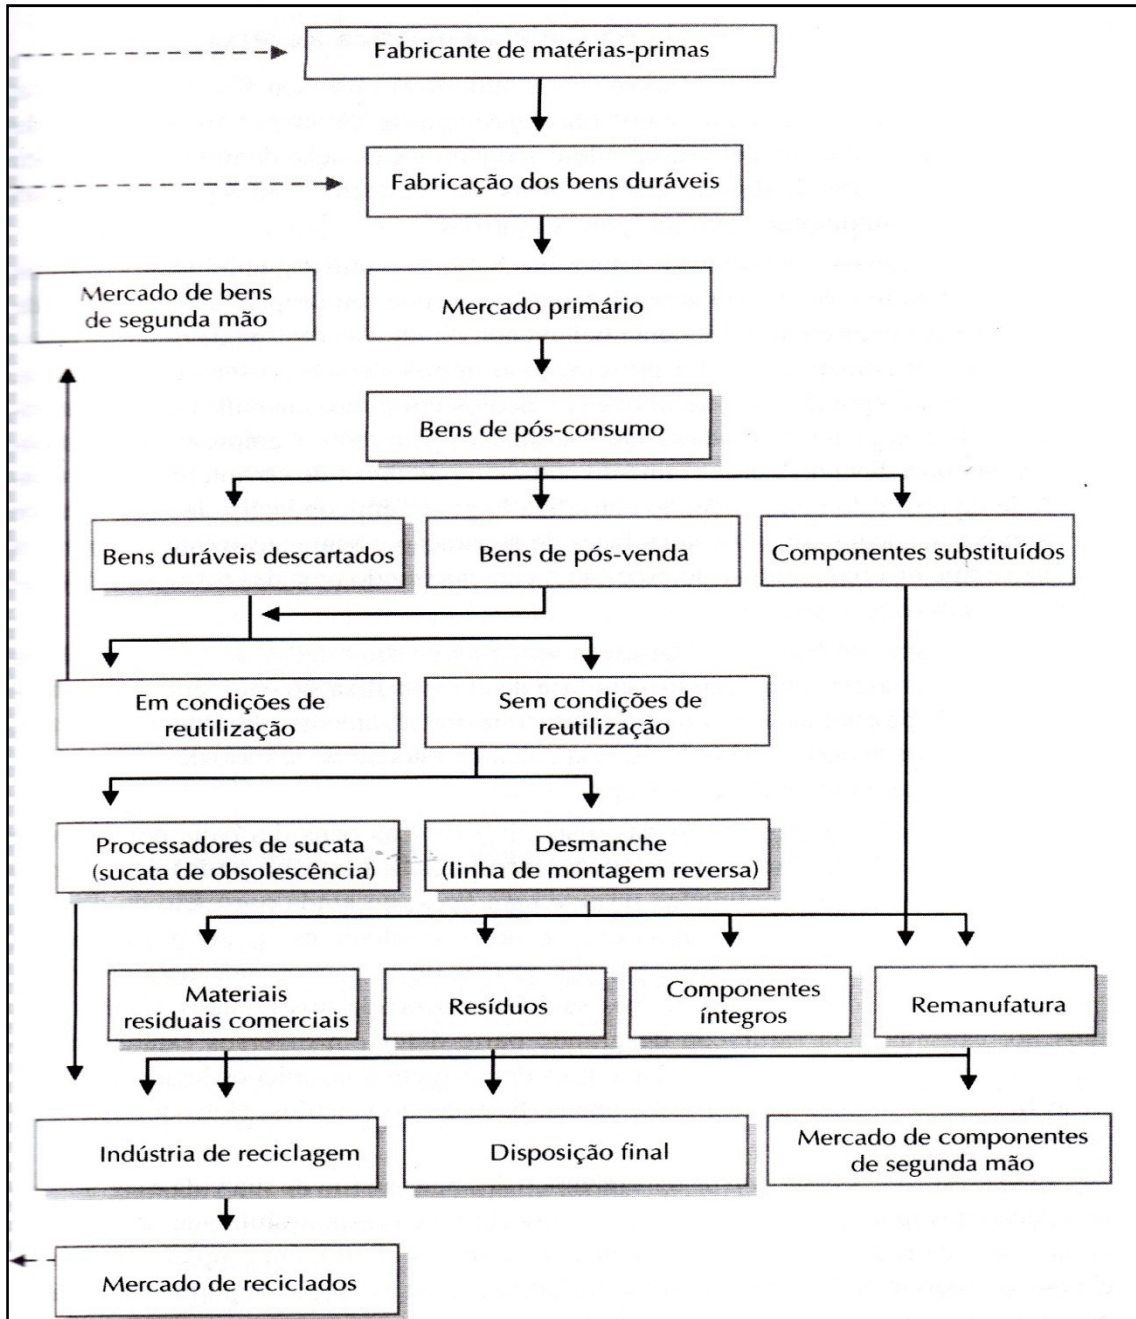 Fabricante de matérias-primas
Fabricação dos bens duráveis
Mercado de bens
de segunda mão
Mercado primário
Bens de pós-consumo
Bens duráveis descartados
Bens de pós-venda
Componentes substituídos
Em condições de
reutilização
Sem condições de
reutilização
Processadores de sucata
(sucata de obsolescência)
Desmanche
(linha de montagem reversa)
Materiais
residuais comerciais
Resíduos
Componentes
íntegros
Remanufatura
Indústria de reciclagem
Disposição final
Mercado de componentes
de segunda mão
Mercado de reciclados